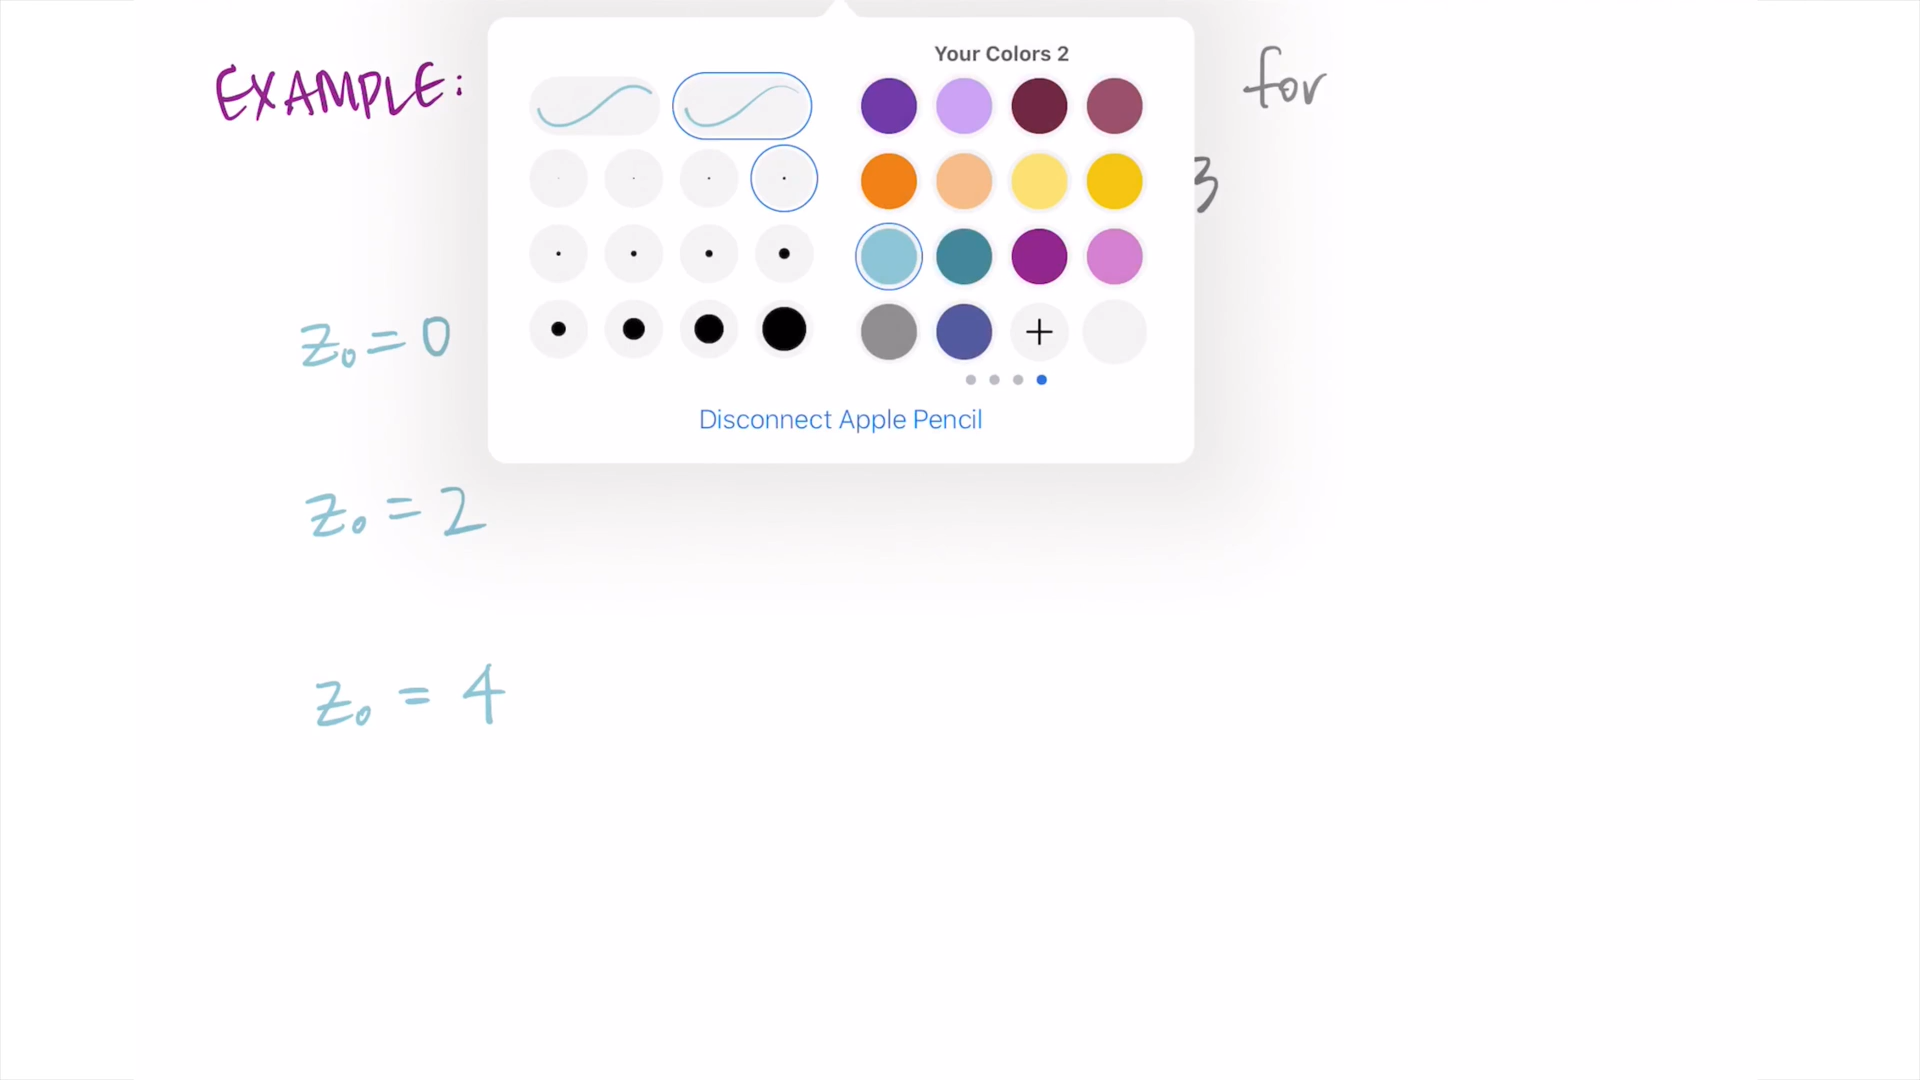 Your Colors 2
EXAMPLE: for
3
z₀ = 0
Disconnect Apple Pencil
z₀ = 2
z₀ = 4